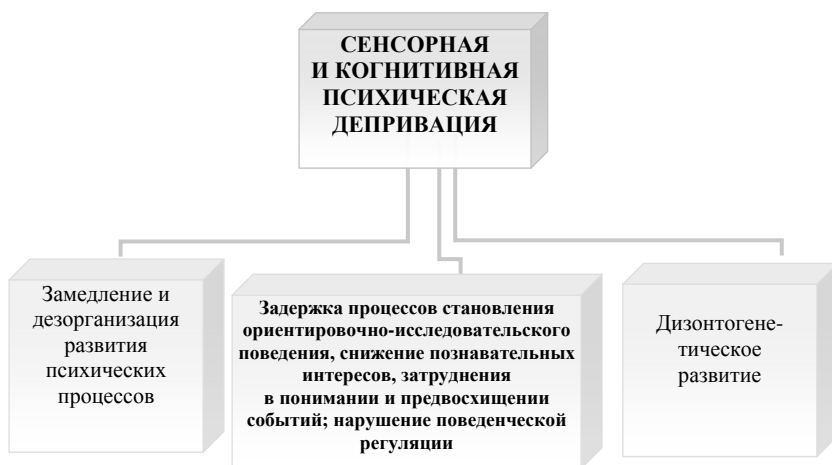 СЕНСОРНАЯ
И КОГНИТИВНАЯ
ПСИХИЧЕСКАЯ
ДЕПРИВАЦИЯ
Замедление и
дезорганизация
развития
психических
процессов
Задержка процессов становления
ориентировочно-исследовательского
поведения, снижение познавательных
интересов, затруднения
в понимании и предвосхищении
событий; нарушение поведенческой
регуляции
Дизонтогене-
тическое
развитие